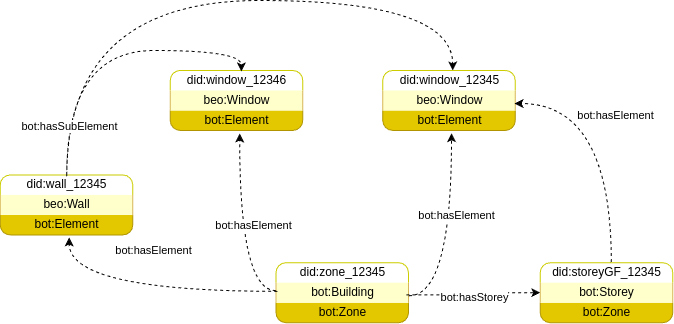 did:window_12346
beo:Window
bot:Element
did:window_12345
beo:Window
bot:Element
bot:hasElement
bot:hasSubElement
did:wall_12345
beo:Wall
bot:Element
bot:hasElement
bot:hasElement
bot:hasElement
did:zone_12345
bot:Building
bot:Zone
bot:hasStorey
did:storeyGF_12345
bot:Storey
bot:Zone